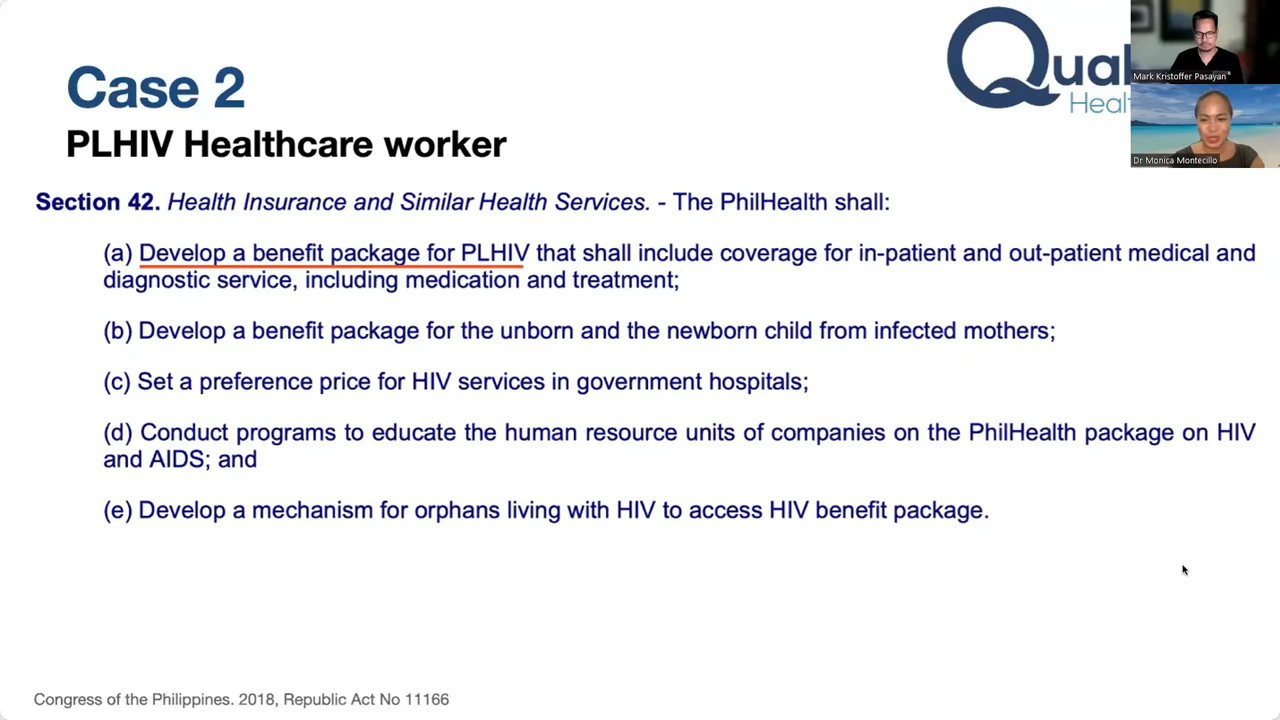 Case 2
PLHIV Healthcare worker
Section 42. Health Insurance and Similar Health Services. - The PhilHealth shall:
(a) Develop a benefit package for PLHIV that shall include coverage for in-patient and out-patient medical and
diagnostic service, including medication and treatment;
(b) Develop a benefit package for the unborn and the newborn child from infected mothers;
(c) Set a preference price for HIV services in government hospitals;
(d) Conduct programs to educate the human resource units of companies on the PhilHealth package on HIV
and AIDS; and
(e) Develop a mechanism for orphans living with HIV to access HIV benefit package.
Congress of the Philippines. 2018, Republic Act No 11166
Mark Kristoffer Pasayan
Dr Monica Montecillo